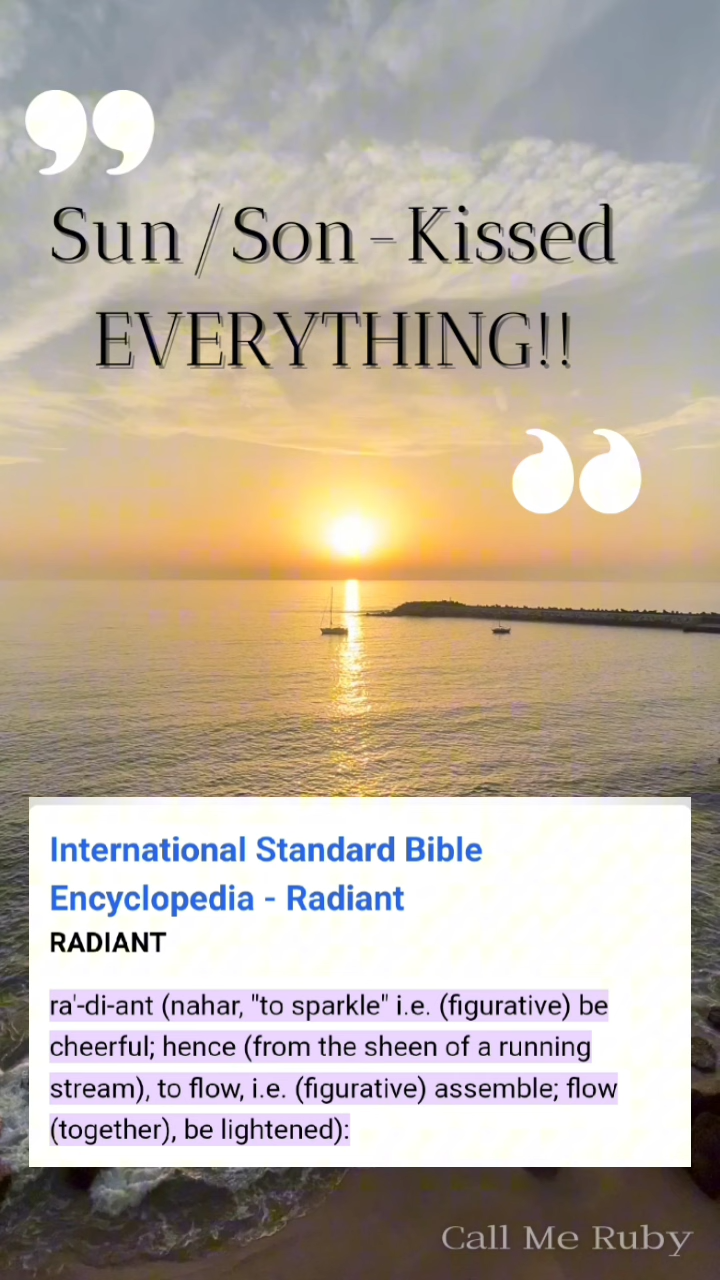 ”
Sun / Son - Kissed
EVERYTHING!!
“
International Standard Bible
Encyclopedia - Radiant
RADIANT
ra'-di-ant (nahar, "to sparkle" i.e. (figurative) be
cheerful; hence (from the sheen of a running
stream), to flow, i.e. (figurative) assemble; flow
(together), be lightened):
Call Me Ruby